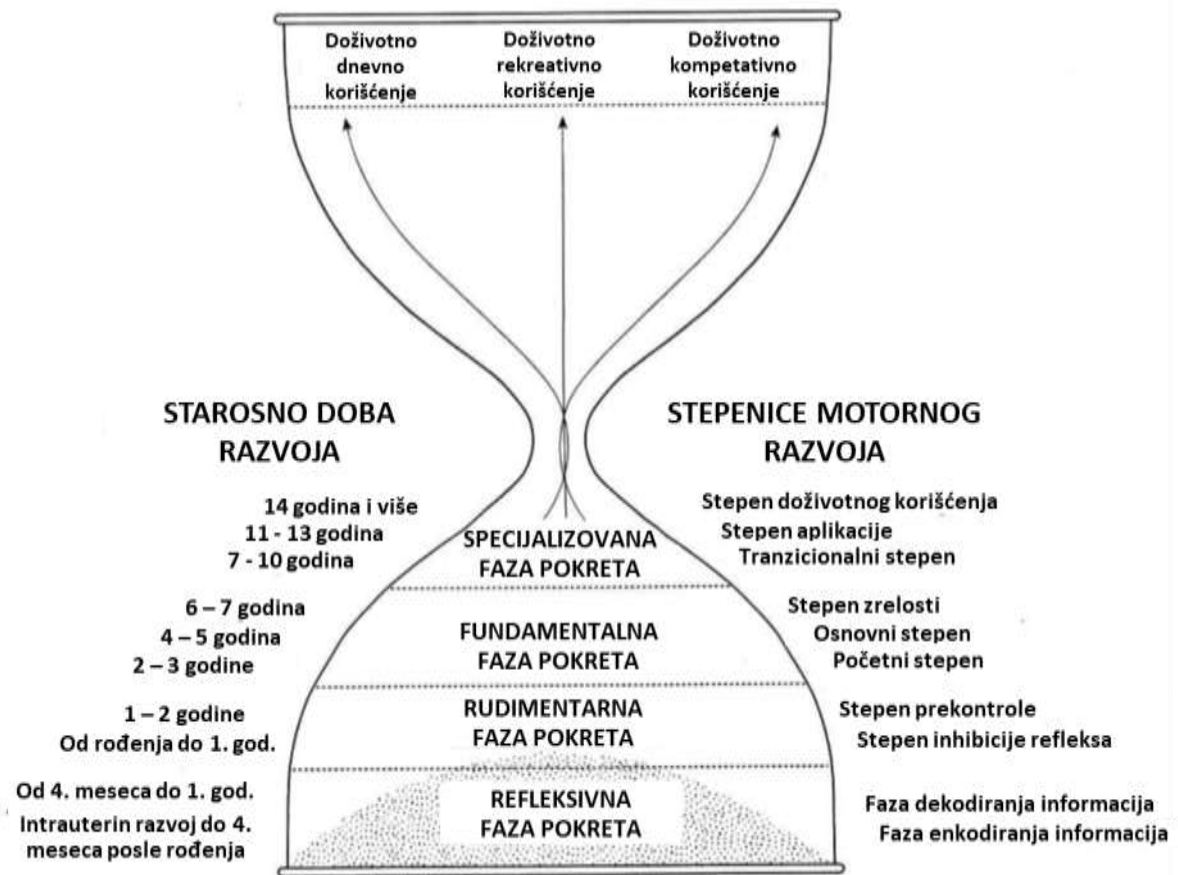 Doživotno
dnevno
korišćenje
Doživotno
rekreativno
korišćenje
Doživotno
kompetativno
korišćenje
STAROSNO DOBA
RAZVOJA
STEPENICE MOTORNOG
RAZVOJA
14 godina i više
11 - 13 godina
7 - 10 godina
SPECIJALIZOVANA
FAZA POKRETA
Stepen doživotnog korišćenja
Stepen aplikacije
Tranzicionalni stepen
6 – 7 godina
4 – 5 godina
2 – 3 godine
FUNDAMENTALNA
FAZA POKRETA
Stepen zrelosti
Osnovni stepen
Početni stepen
1 – 2 godine
Od rođenja do 1. god.
RUDIMENTARNA
FAZA POKRETA
Stepen prekontrole
Stepen inhibicije refleksa
Od 4. meseca do 1. god.
Intrauterin razvoj do 4.
meseca posle rođenja
REFLEKSIVNA
FAZA POKRETA
Faza dekodiranja informacija
Faza enkodiranja informacija